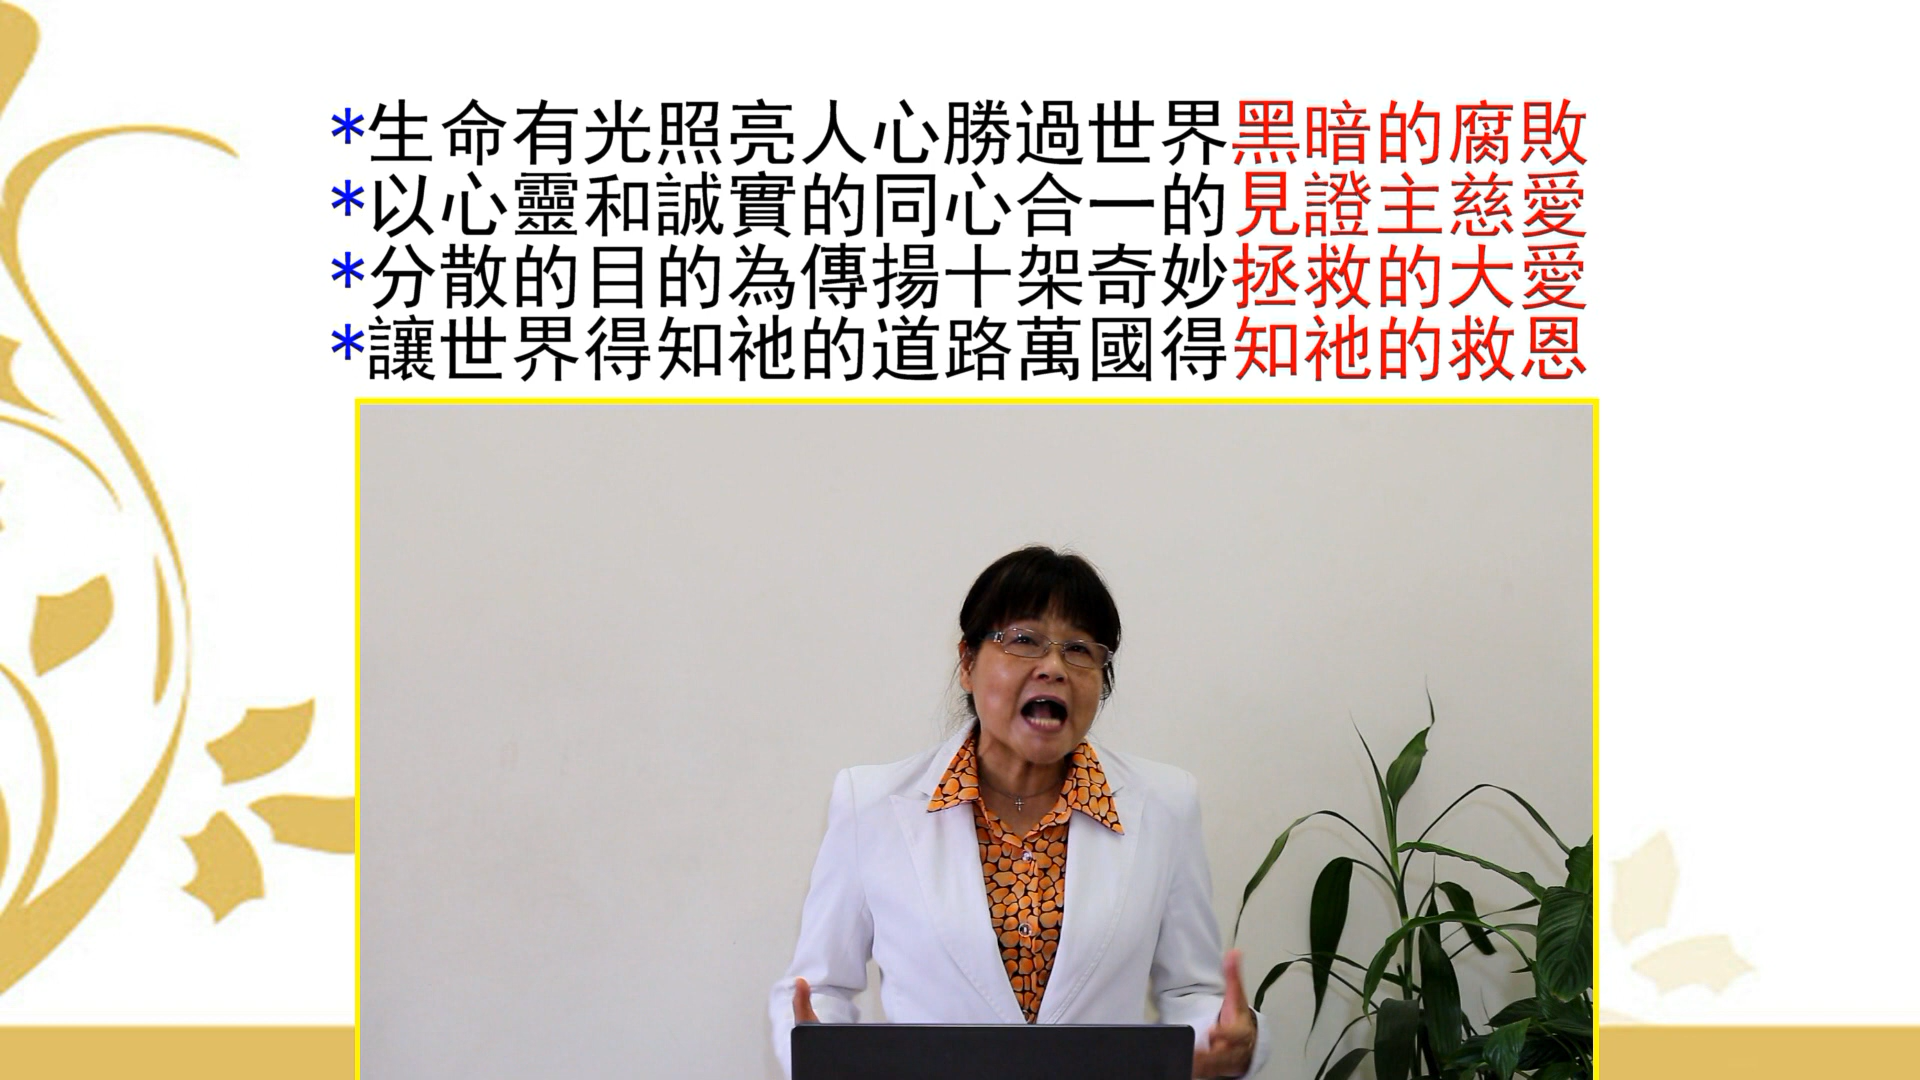 *生命有光照亮人心勝過世界黑暗的腐敗
*以心靈和誠實的同心合一的見證主慈愛
*分散的目的為傳揚十架奇妙拯救的大愛
*讓世界得知祂的道路萬國得知祂的救恩